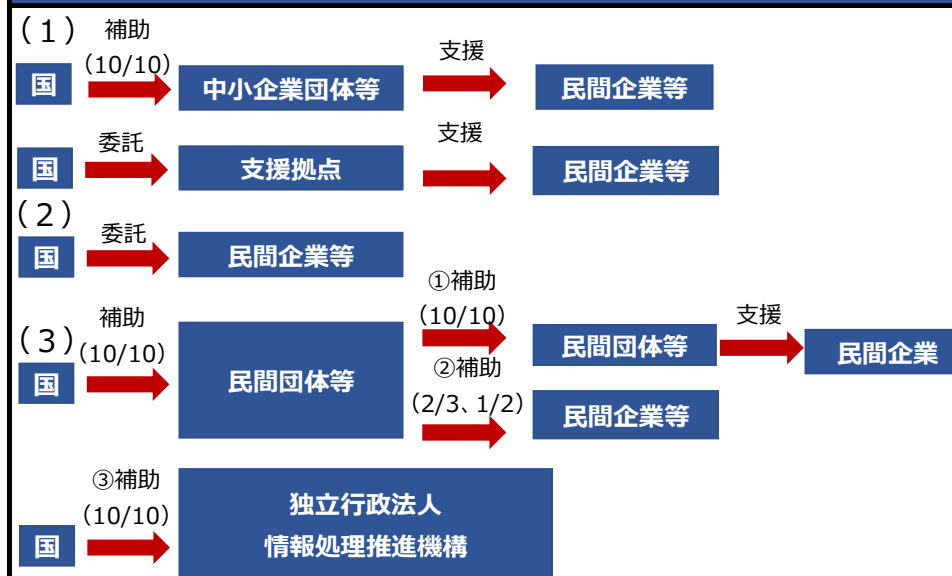 (1)
補助
(10/10)
国
中小企業団体等
支援
民間企業等
国
委託
支援拠点
支援
民間企業等
(2)
国
委託
民間企業等
(3)
補助
(10/10)
国
民間団体等
①補助
(10/10)
民間団体等
支援
民間企業
②補助
(2/3、1/2)
民間企業等
③補助
(10/10)
国
独立行政法人
情報処理推進機構